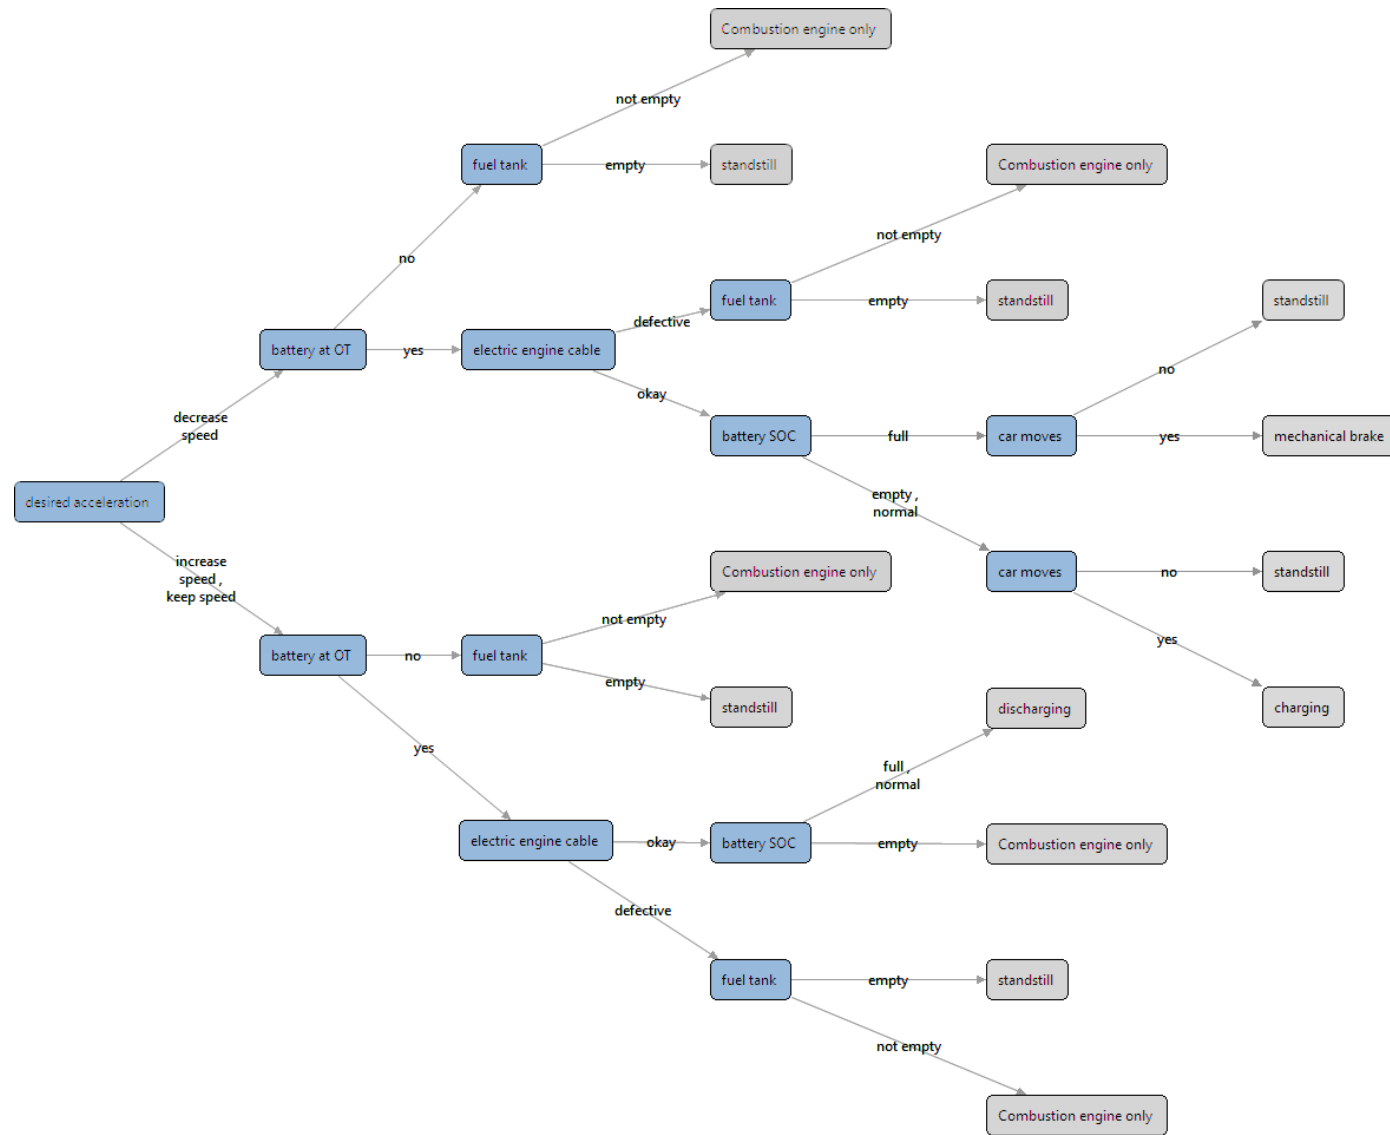 Combustion engine only
not empty
fuel tank
empty
standstill
Combustion engine only
not empty
no
fuel tank
empty
standstill
standstill
defective
battery at OT
yes
electric engine cable
no
okay
decrease
speed
battery SOC
full
car moves
yes
mechanical brake
desired acceleration
empty ,
normal
increase
speed ,
keep speed
Combustion engine only
car moves
no
standstill
not empty
yes
battery at OT
no
fuel tank
empty
standstill
discharging
charging
yes
full ,
normal
electric engine cable
okay
battery SOC
empty
Combustion engine only
defective
fuel tank
empty
standstill
not empty
Combustion engine only